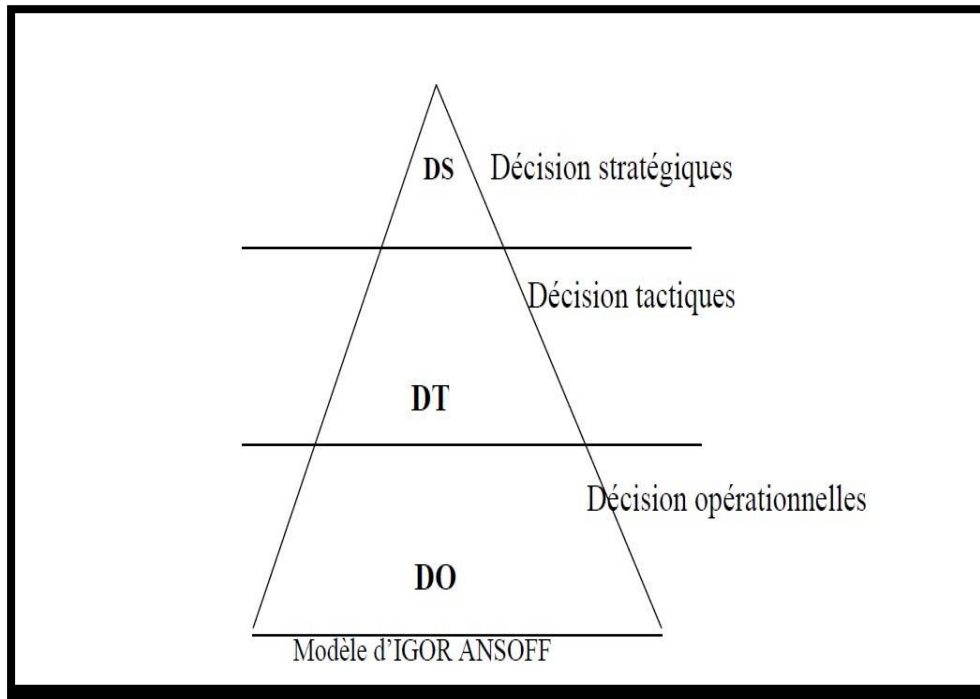 DS Décision stratégiques
Décision tactiques
DT
Décision opérationnelles
DO
Modèle d'IGOR ANSOFF